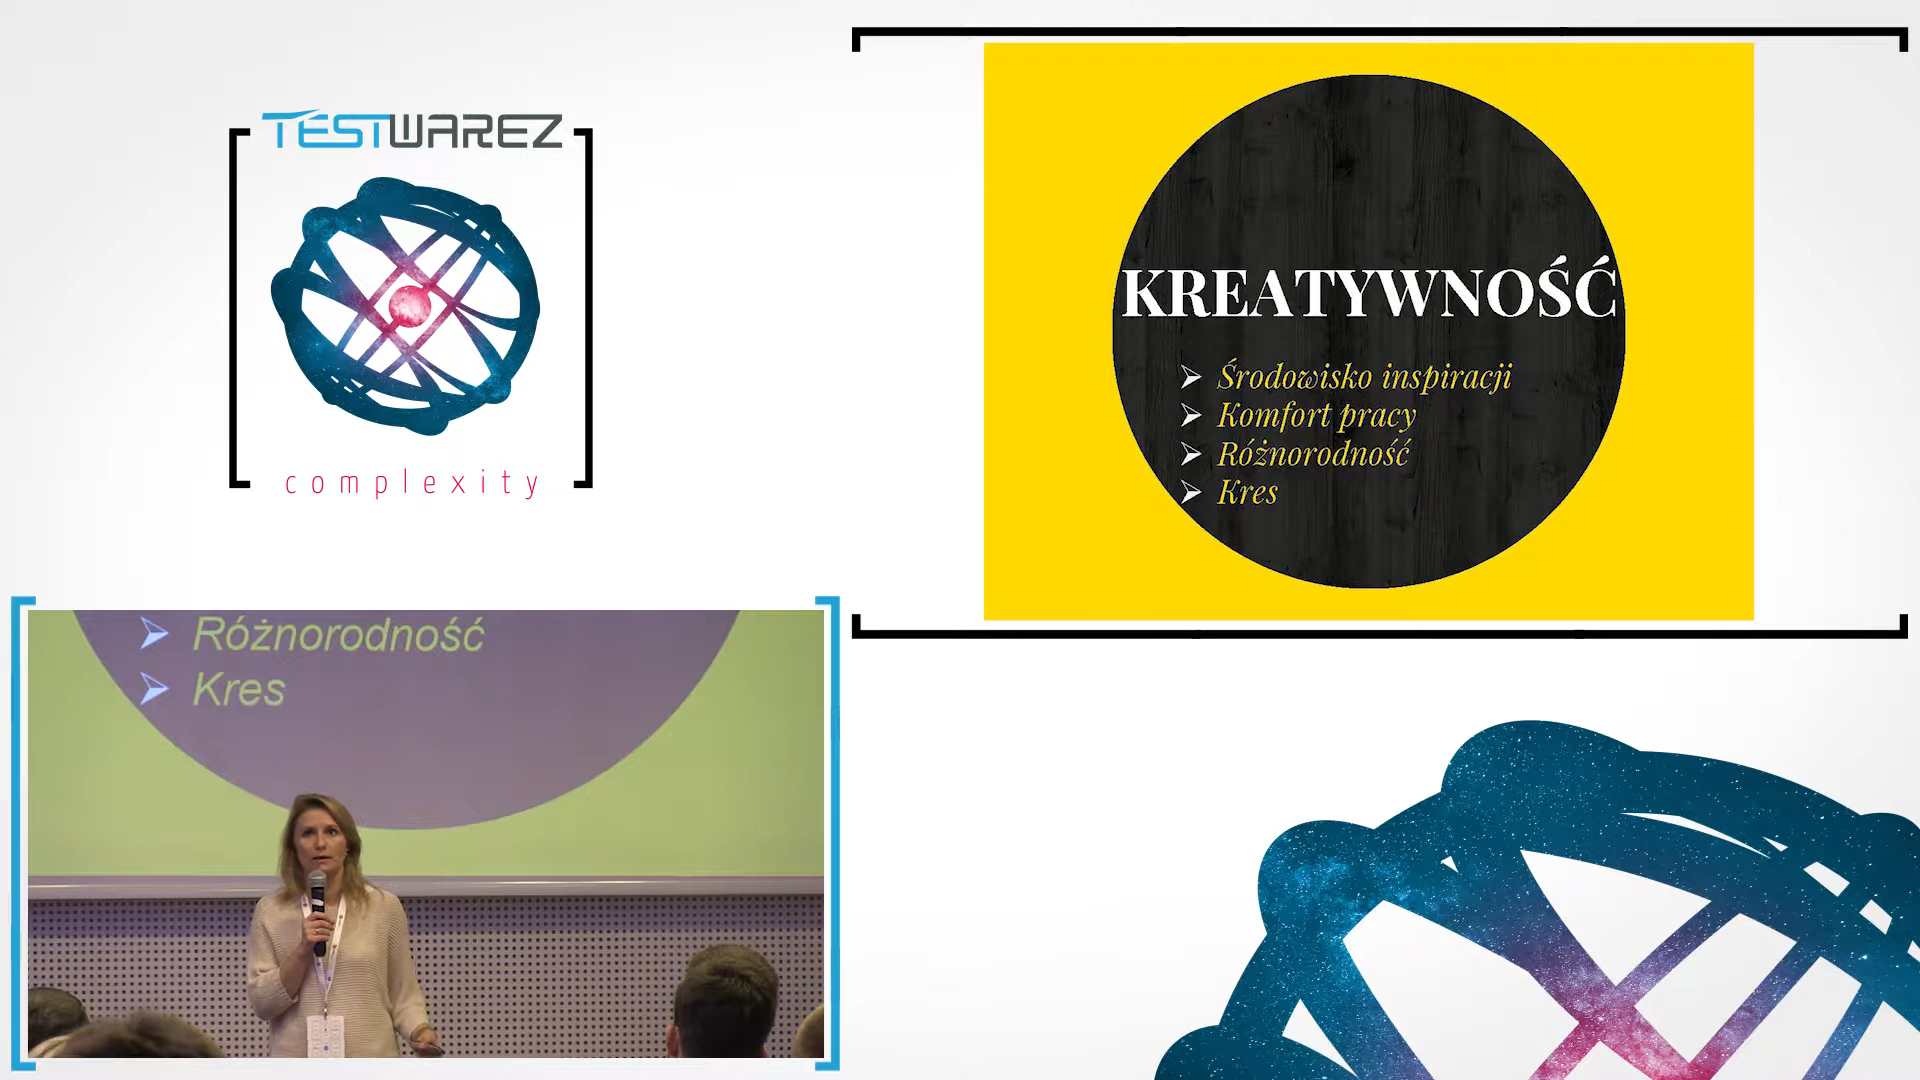 TESTWAREZ
complexity
KREATYWNOŚĆ
➢ Środowisko inspiracji
➢ Komfort pracy
➢ Różnorodność
➢ Kres
➢ Różnorodność
➢ Kres